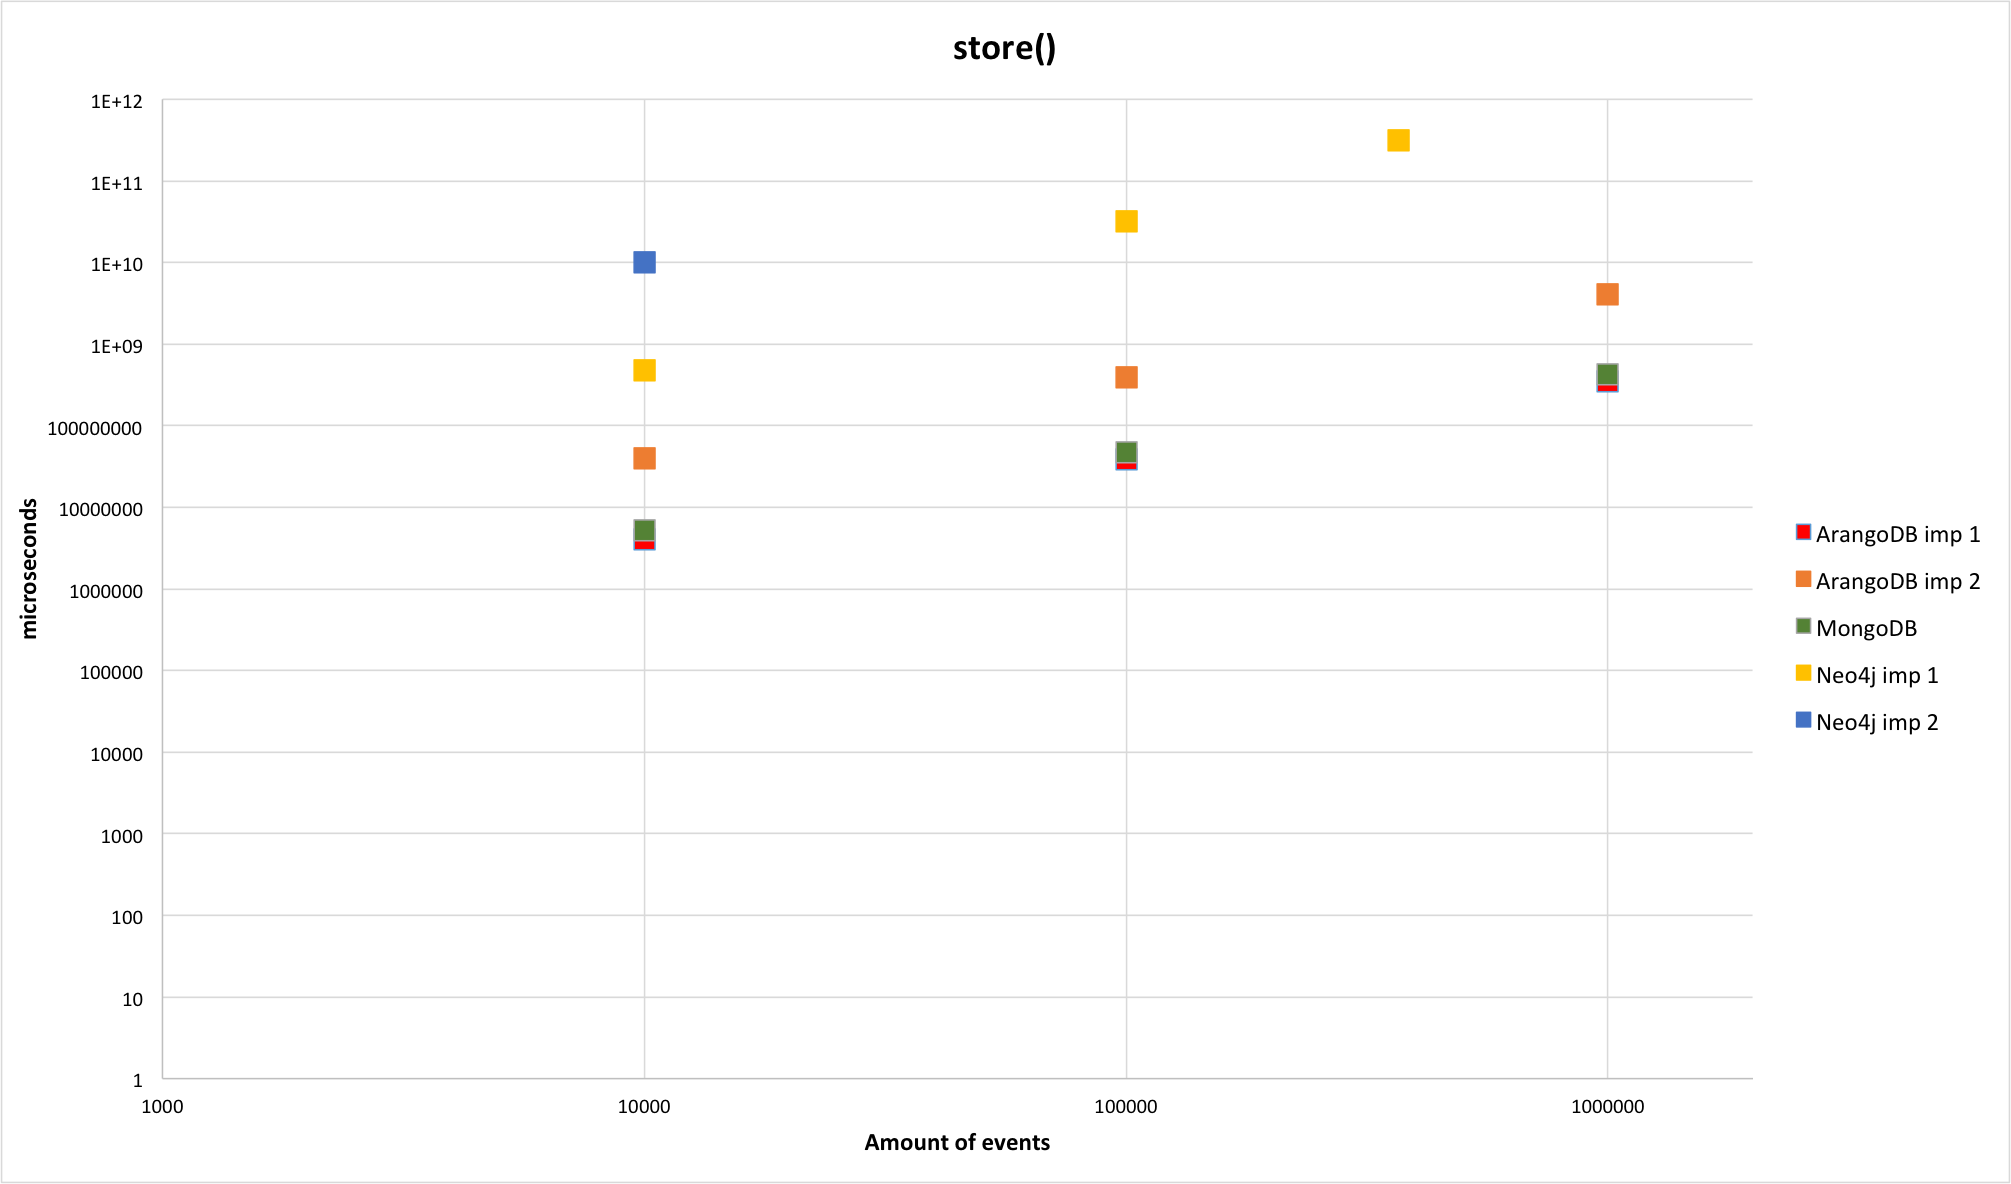 store()
1E+12
1E+11
1E+10
1E+09
100000000
10000000
1000000
100000
10000
1000
100
10
1
microseconds
1000 10000 100000 1000000
Amount of events
ArangoDB imp 1
ArangoDB imp 2
MongoDB
Neo4j imp 1
Neo4j imp 2